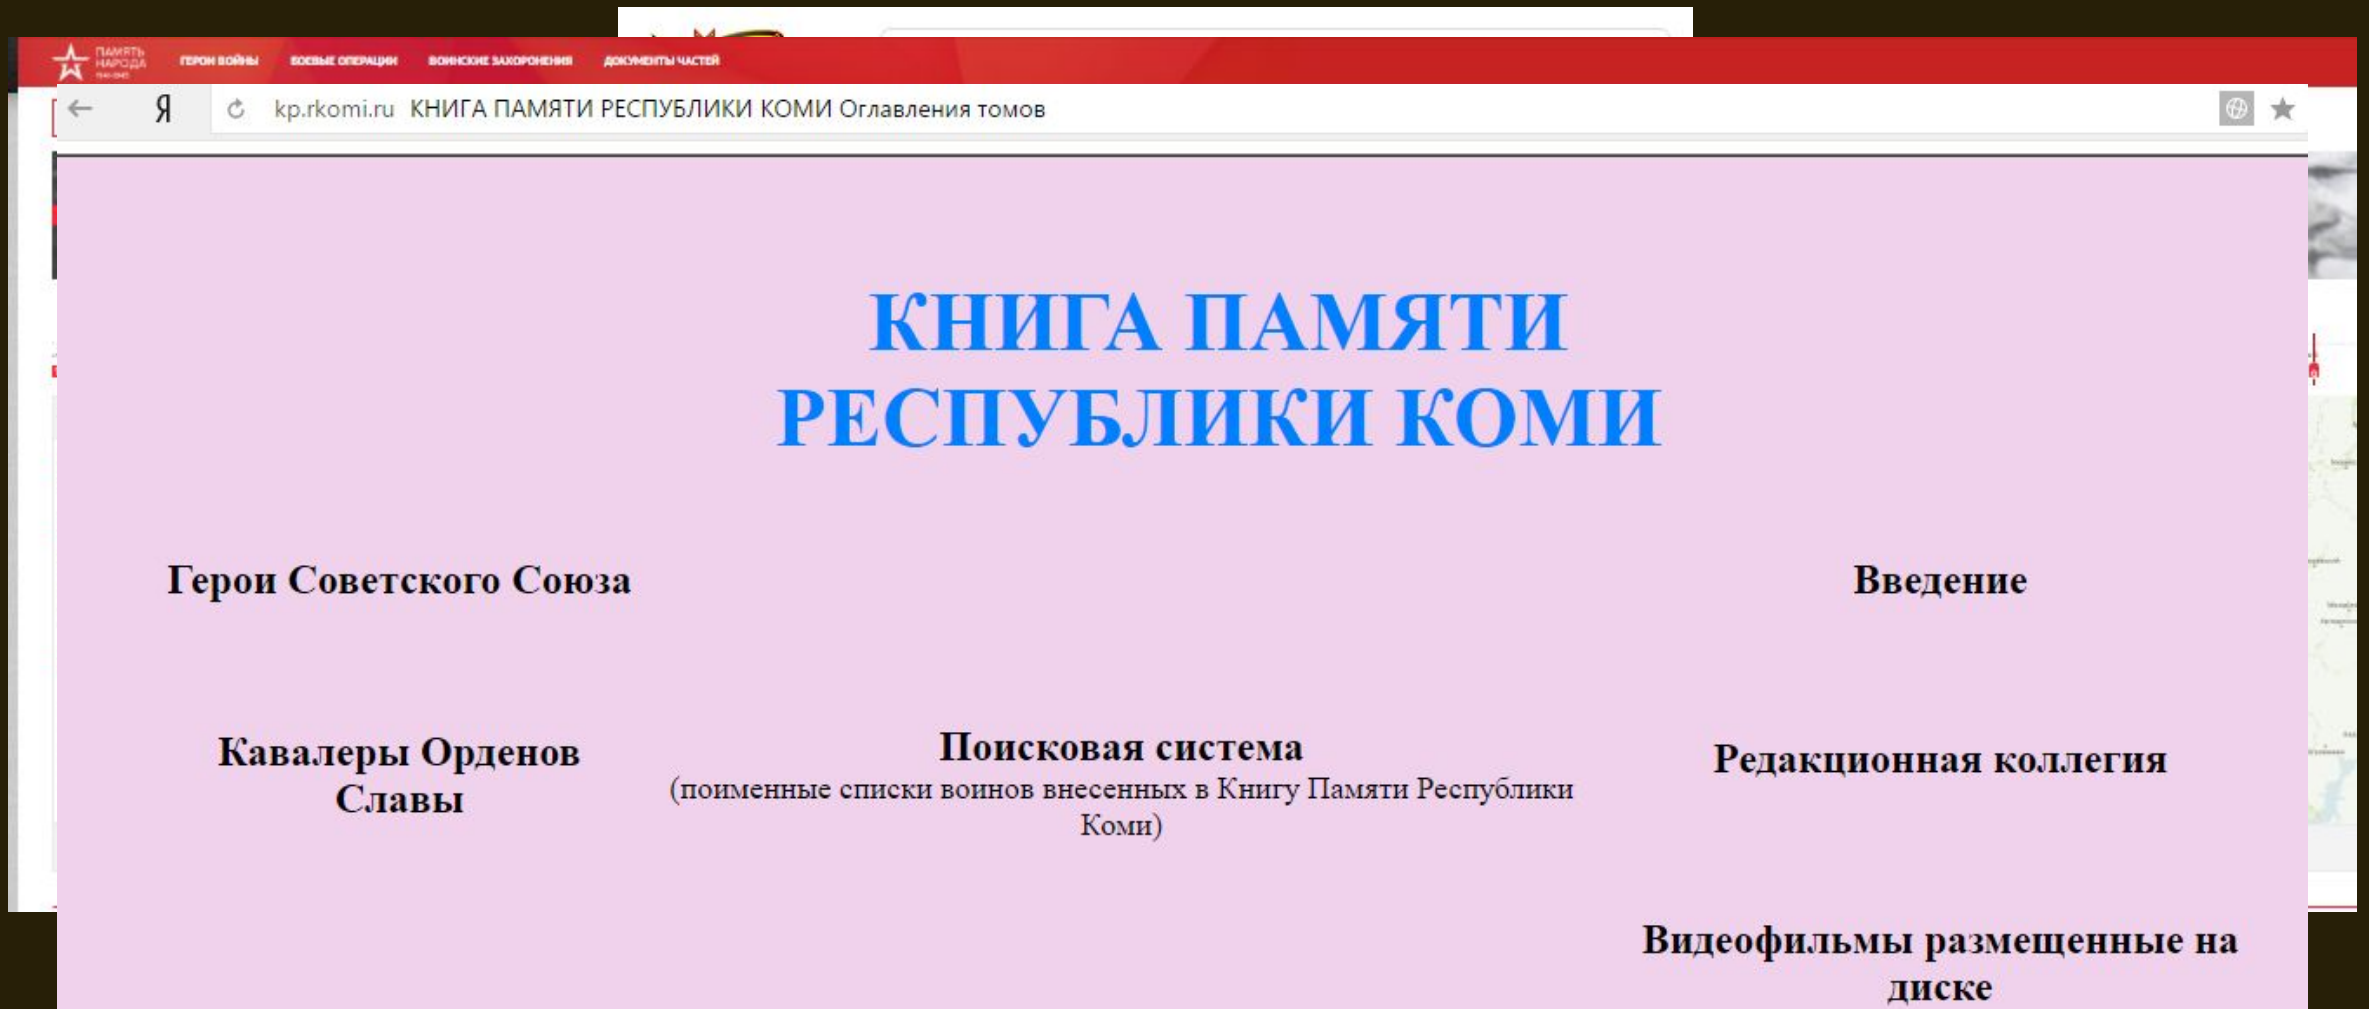 ПАМЯТЬ
НАРОДА
ГЕРОИ ВОЙНЫ БОЕВЫЕ ОПЕРАЦИИ ВОИНСКИЕ ЗАХОРОНЕНИЯ ДОКУМЕНТЫ ЧАСТЕЙ
Я kp.rkomi.ru КНИГА ПАМЯТИ РЕСПУБЛИКИ КОМИ Оглавления томов
КНИГА ПАМЯТИ
РЕСПУБЛИКИ КОМИ
Герои Советского Союза
Введение
Кавалеры Орденов
Славы
Поисковая система
(поименные списки воинов внесенных в Книгу Памяти Республики
Коми)
Редакционная коллегия
Видеофильмы размещенные на
диске